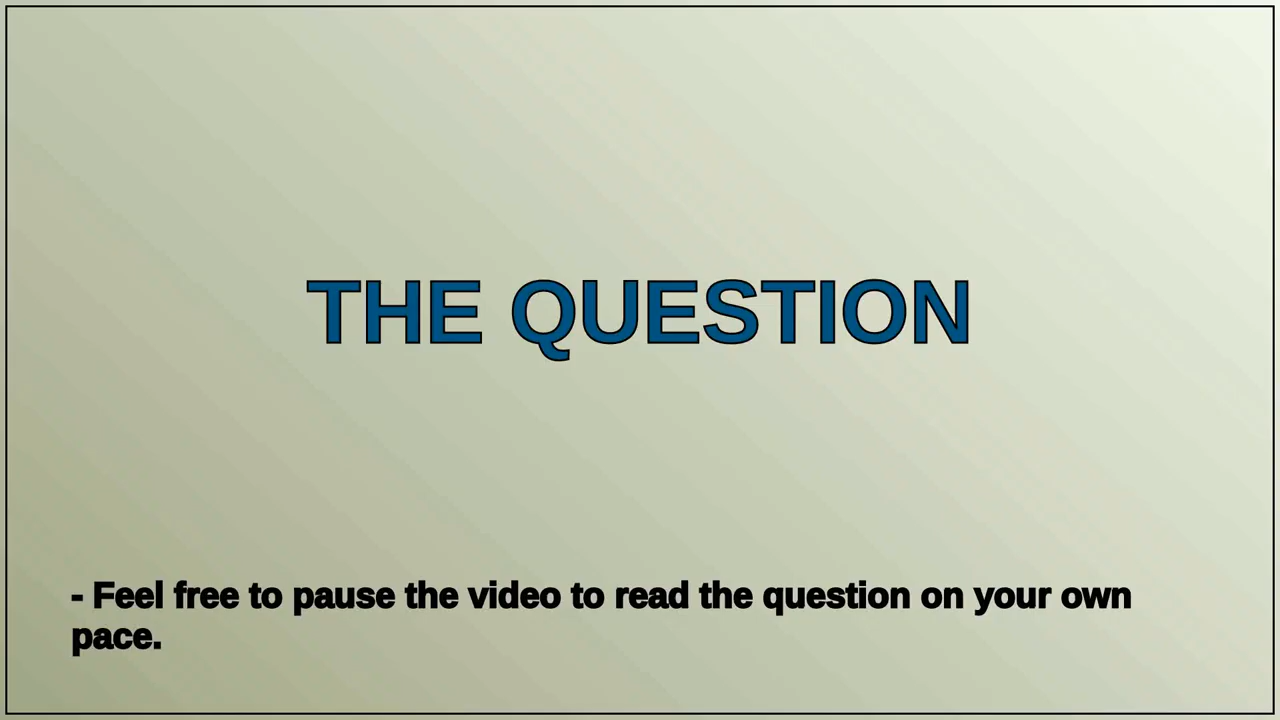 THE QUESTION
- Feel free to pause the video to read the question on your own
pace.